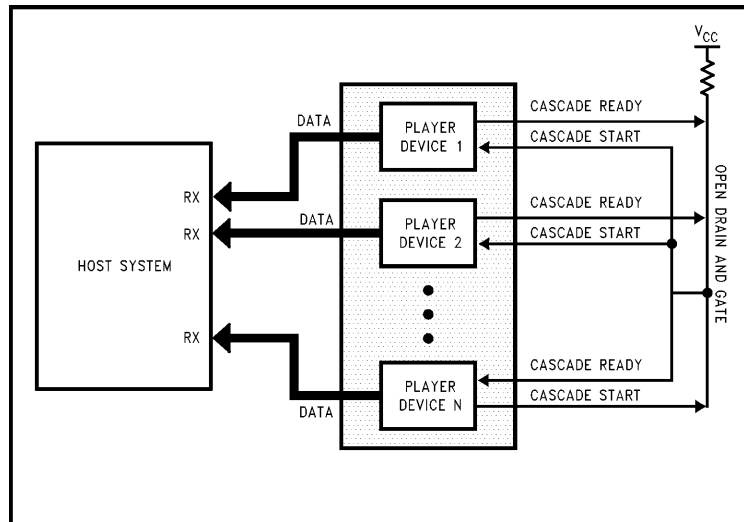 VCC
DATA
CASCADE READY
PLAYER
DEVICE 1
CASCADE START
RX
DATA
CASCADE READY
RX
PLAYER
DEVICE 2
CASCADE START
HOST SYSTEM
OPEN DRAIN AND GATE
RX
CASCADE READY
PLAYER
DEVICE N
CASCADE START
DATA